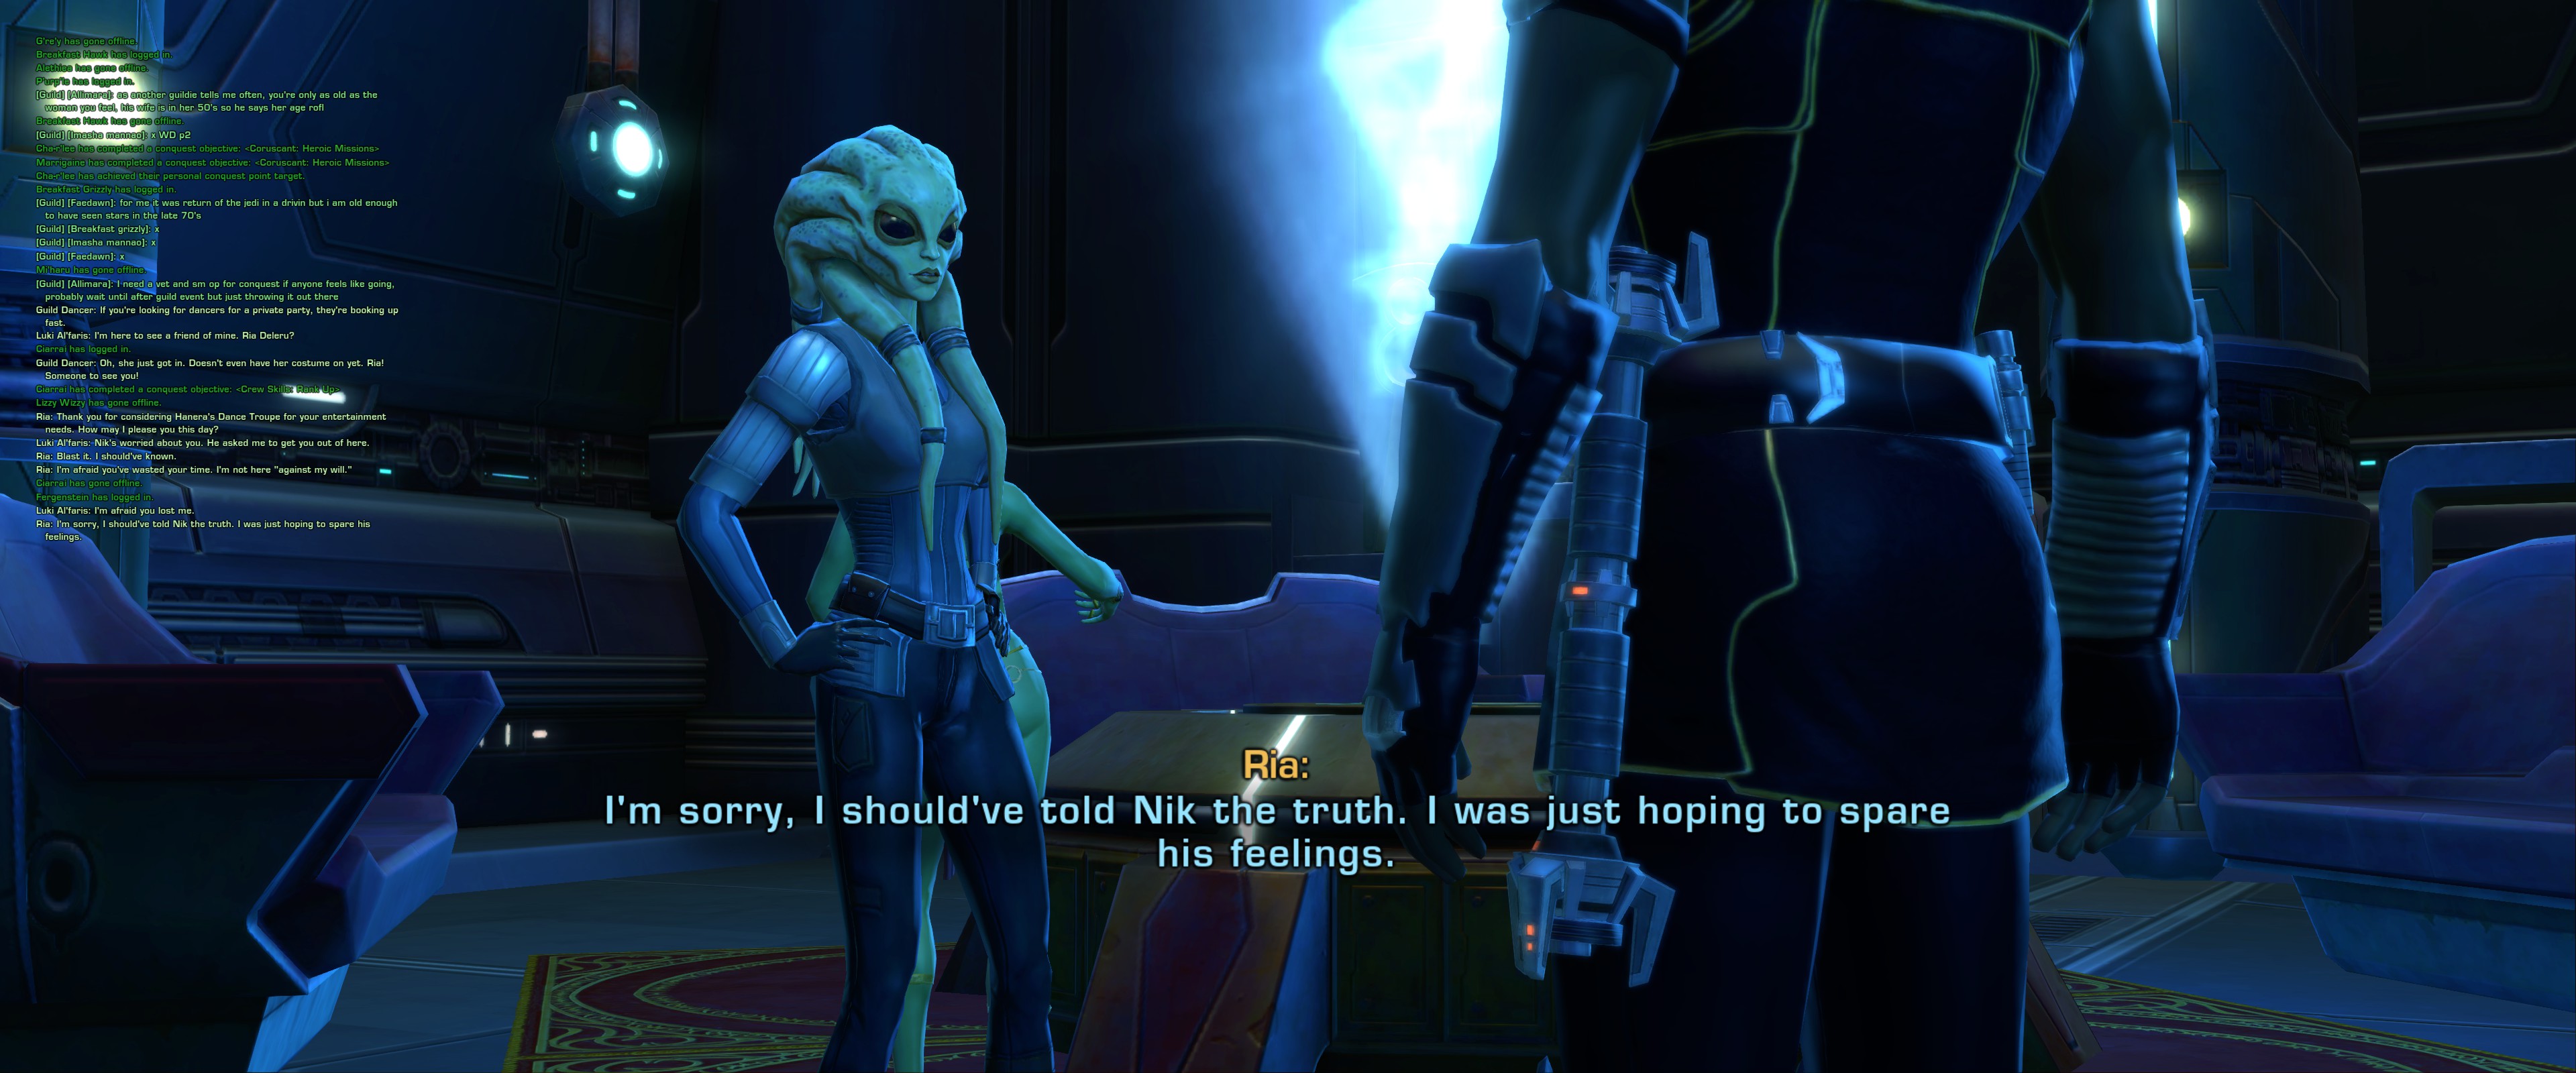 G're'y has gone offline.
Breakfast Hawk has logged in.
Alethiea has gone offline.
P'urp'le has logged in.
[Guild] [Allimara]: as another guildie tells me often, you're only as old as the
woman you feel, his wife is in her 50's so he says her age rofl
Breakfast Hawk has gone offline.
[Guild] [Imasha mannao]: x WD p2
Cha-r'lee has completed a conquest objective: <Coruscant: Heroic Missions>
Marrigaine has completed a conquest objective: <Coruscant: Heroic Missions>
Cha-r'lee has achieved their personal conquest point target.
Breakfast Grizzly has logged in.
[Guild] [Faedawn]: for me it was return of the jedi in a drivin but i am old enough
to have seen stars in the late 70's
[Guild] [Breakfast grizzly]: x
[Guild] [Imasha mannao]: x
[Guild] [Faedawn]: x
Mi'haru has gone offline.
[Guild] [Allimara]: I need a vet and sm op for conquest if anyone feels like going,
probably wait until after guild event but just throwing it out there
Guild Dancer: If you're looking for dancers for a private party, they're booking up
fast.
Luki Al'faris: I'm here to see a friend of mine. Ria Deleru?
Ciarrai has logged in.
Guild Dancer: Oh, she just got in. Doesn't even have her costume on yet. Ria!
Someone to see you!
Ciarrai has completed a conquest objective: <Crew Skills: Rank Up>
Lizzy Wizzy has gone offline.
Ria: Thank you for considering Hanera's Dance Troupe for your entertainment
needs. How may I please you this day?
Luki Al'faris: Nik's worried about you. He asked me to get you out of here.
Ria: Blast it. I should've known.
Ria: I'm afraid you've wasted your time. I'm not here "against my will."
Ciarrai has gone offline.
Fergenstein has logged in.
Luki Al'faris: I'm afraid you lost me.
Ria: I'm sorry, I should've told Nik the truth. I was just hoping to spare his
feelings.
Ria:
I'm sorry, I should've told Nik the truth. I was just hoping to spare
his feelings.